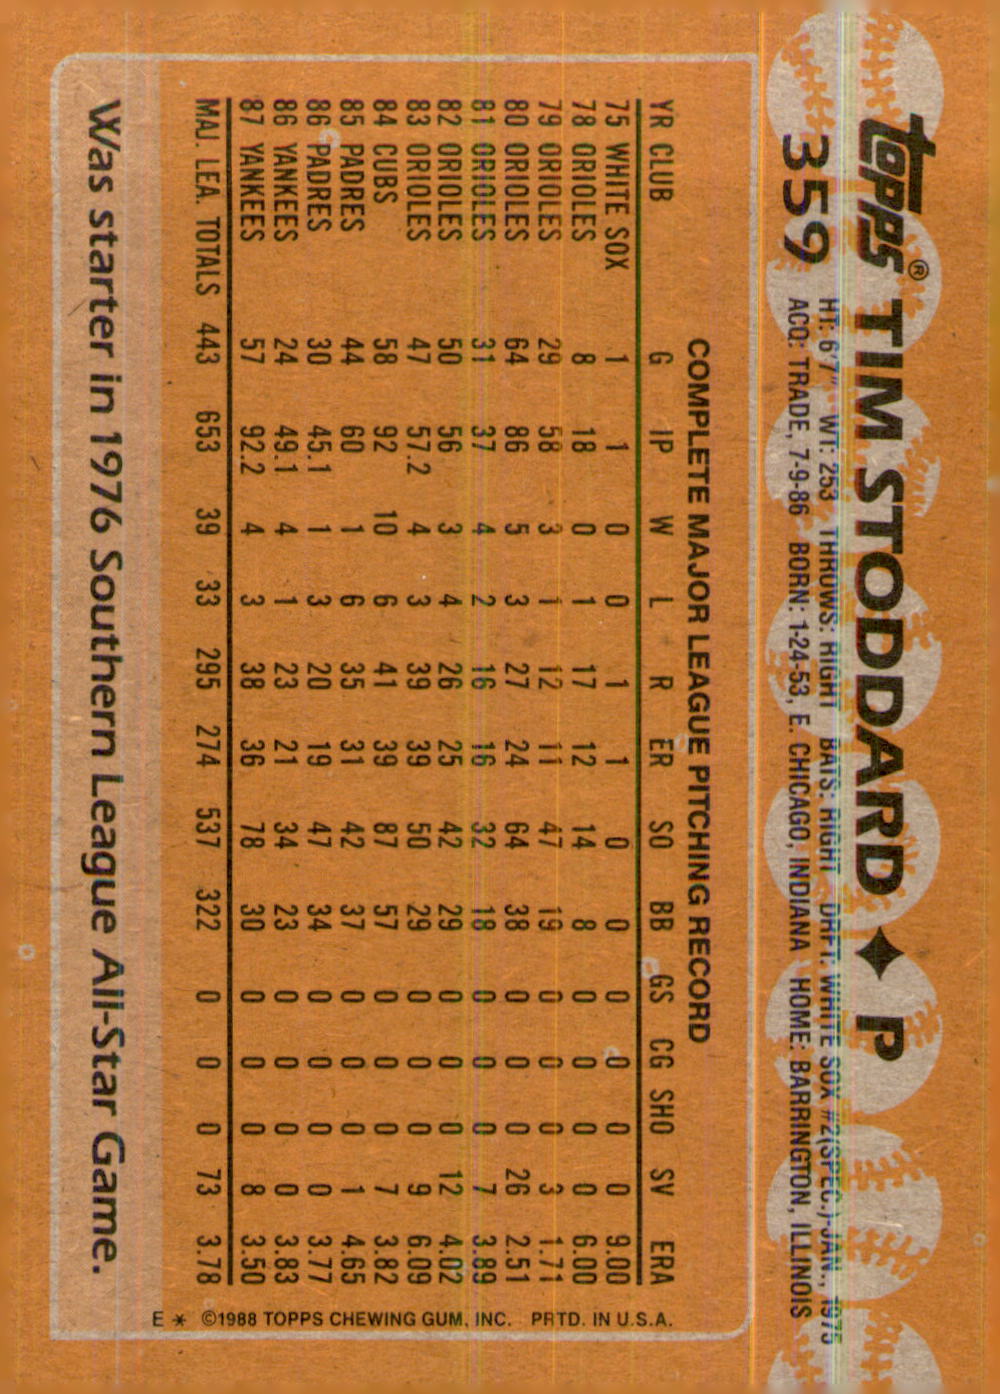 topps® TIM STODDARD ✦ P
359 HT: 6'7" WT: 253 THROWS: RIGHT BATS: RIGHT DRFT: WHITE SOX #2(SPEC.)-JAN., 1975
ACQ: TRADE, 7-9-86 BORN: 1-24-53, E. CHICAGO, INDIANA HOME: BARRINGTON, ILLINOIS
COMPLETE MAJOR LEAGUE PITCHING RECORD
YR CLUB G IP W L R ER SO BB GS CG SHO SV ERA
75 WHITE SOX 1 1 0 0 1 1 0 0 0 0 0 0 9.00
78 ORIOLES 8 18 0 1 17 12 14 8 0 0 0 0 6.00
79 ORIOLES 29 58 3 1 12 11 47 19 0 0 0 3 1.71
80 ORIOLES 64 86 5 3 27 24 64 38 0 0 0 26 2.51
81 ORIOLES 31 37 4 2 16 16 32 18 0 0 0 7 3.89
82 ORIOLES 50 56 3 4 26 25 42 29 0 0 0 12 4.02
83 ORIOLES 47 57.2 4 3 39 39 50 29 0 0 0 9 6.09
84 CUBS 58 92 10 6 41 39 87 57 0 0 0 7 3.82
85 PADRES 44 60 1 6 35 31 42 37 0 0 0 1 4.65
86 PADRES 30 45.1 1 3 20 19 47 34 0 0 0 0 3.77
86 YANKEES 24 49.1 4 1 23 21 34 23 0 0 0 0 3.83
87 YANKEES 57 92.2 4 3 38 36 78 30 0 0 0 8 3.50
MAJ. LEA. TOTALS 443 653 39 33 295 274 537 322 0 0 0 73 3.78
Was starter in 1976 Southern League All-Star Game.
E * ©1988 TOPPS CHEWING GUM, INC. PRTD. IN U.S.A.